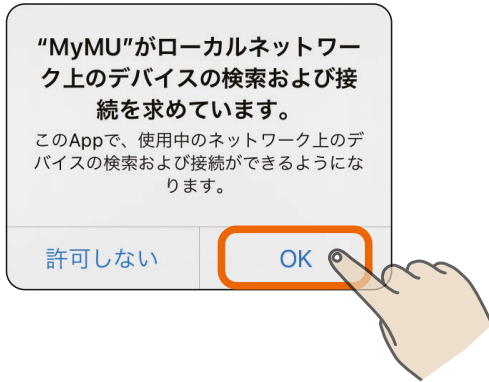 “MyMU”がローカルネットワー
ク上のデバイスの検索および接
続を求めています。
このAppで、使用中のネットワーク上のデ
バイスの検索および接続ができるようにな
ります。
許可しない
OK